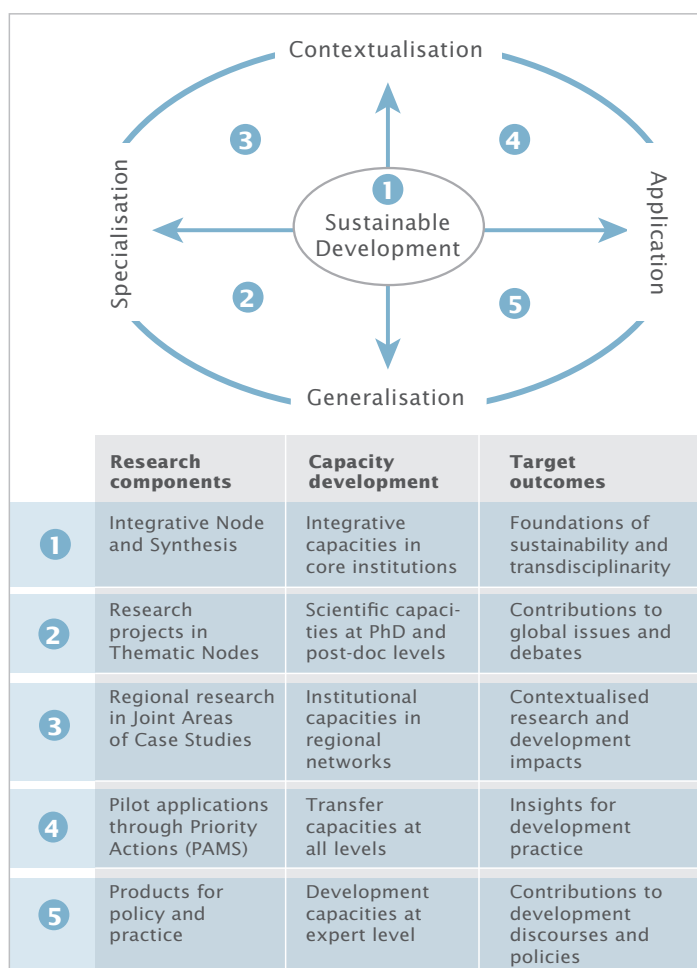 Contextualisation
3
4
Specialisation
1
Sustainable
Development
Application
2
5
Generalisation
Research
components
Capacity
development
Target
outcomes
1
Integrative Node
and Synthesis
Integrative
capacities in
core institutions
Foundations of
sustainability and
transdisciplinarity
2
Research
projects in
Thematic Nodes
Scientific capaci-
ties at PhD and
post-doc levels
Contributions to
global issues and
debates
3
Regional research
in Joint Areas
of Case Studies
Institutional
capacities in
regional
networks
Contextualised
research and
development
impacts
4
Pilot applications
through Priority
Actions (PAMS)
Transfer
capacities at
all levels
Insights for
development
practice
5
Products for
policy and
practice
Development
capacities at
expert level
Contributions to
development
discourses and
policies